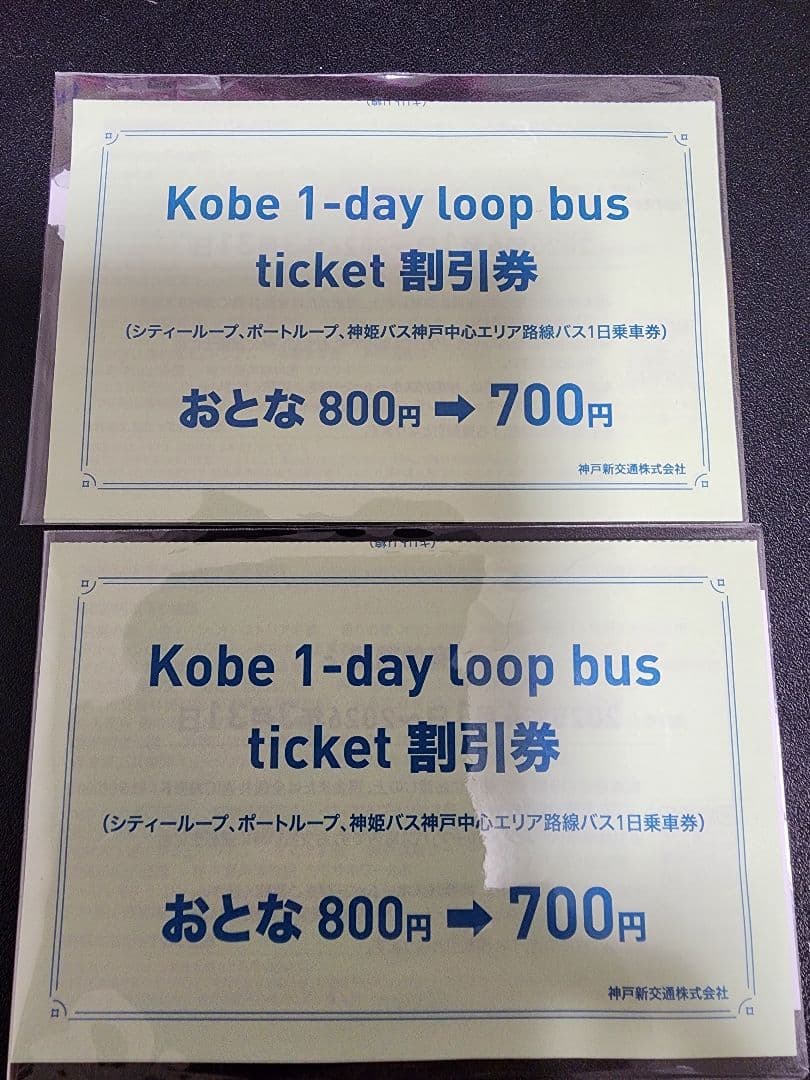 Kobe 1-day loop bus
ticket 割引券
(シティーループ、ポートループ、神姫バス神戸中心エリア路線バス1日乗車券)
おとな 800円 ➡ 700円
神戸新交通株式会社
Kobe 1-day loop bus
ticket 割引券
(シティーループ、ポートループ、神姫バス神戸中心エリア路線バス1日乗車券)
おとな 800円 ➡ 700円
神戸新交通株式会社